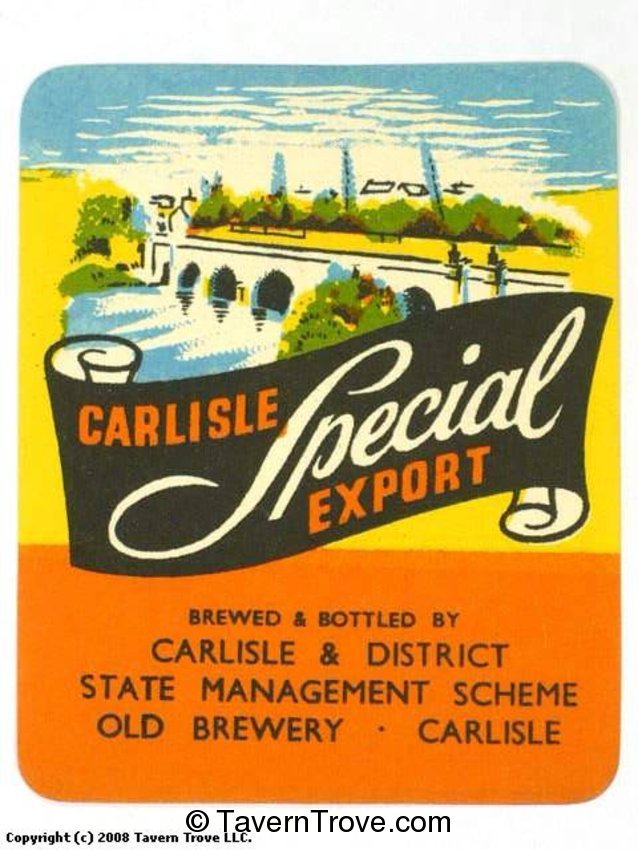 CARLISLE
Special
EXPORT
BREWED & BOTTLED BY
CARLISLE & DISTRICT
STATE MANAGEMENT SCHEME
OLD BREWERY · CARLISLE
© TavernTrove.com
Copyright (c) 2008 Tavern Trove LLC.